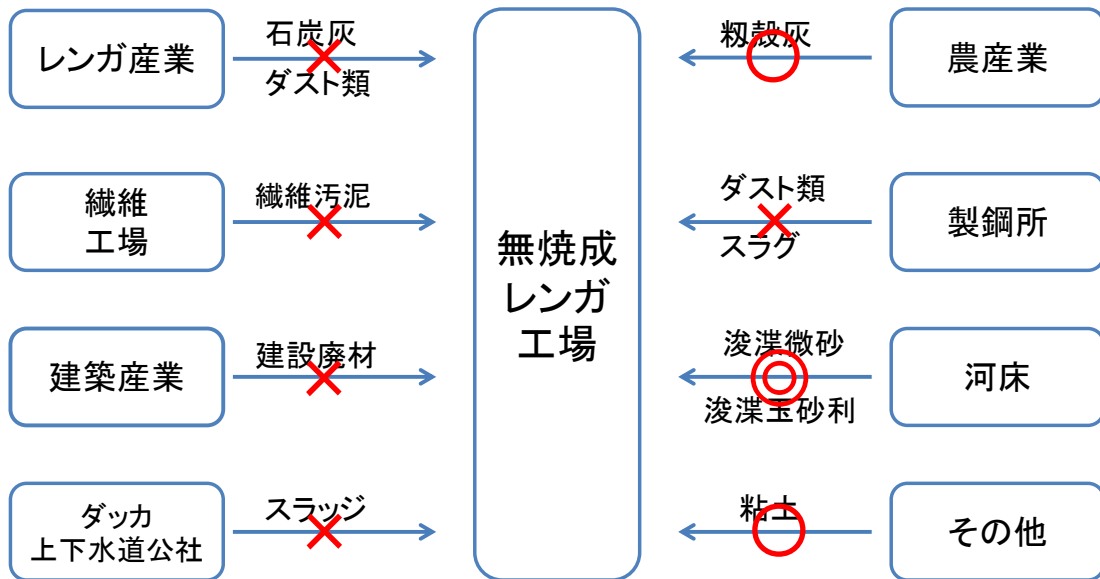 レンガ産業
石炭灰
ダスト類
籾殻灰
農産業
繊維
工場
繊維汚泥
無焼成
レンガ
工場
ダスト類
スラグ
製鋼所
建築産業
建設廃材
浚渫微砂
浚渫玉砂利
河床
ダッカ
上下水道公社
スラッジ
粘土
その他